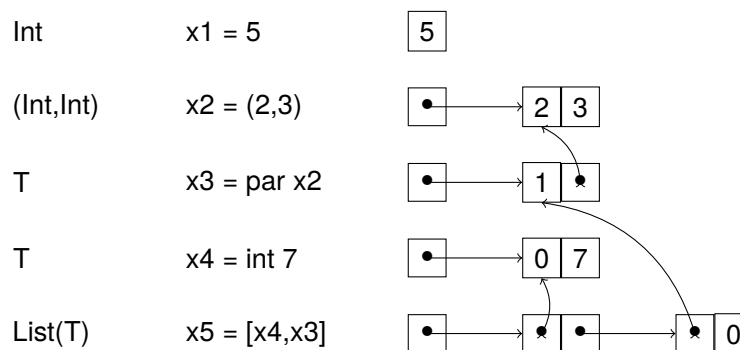 Int x1 = 5 5
(Int,Int) x2 = (2,3) 2 3
T x3 = par x2 1
T x4 = int 7 0 7
List(T) x5 = [x4,x3] 0